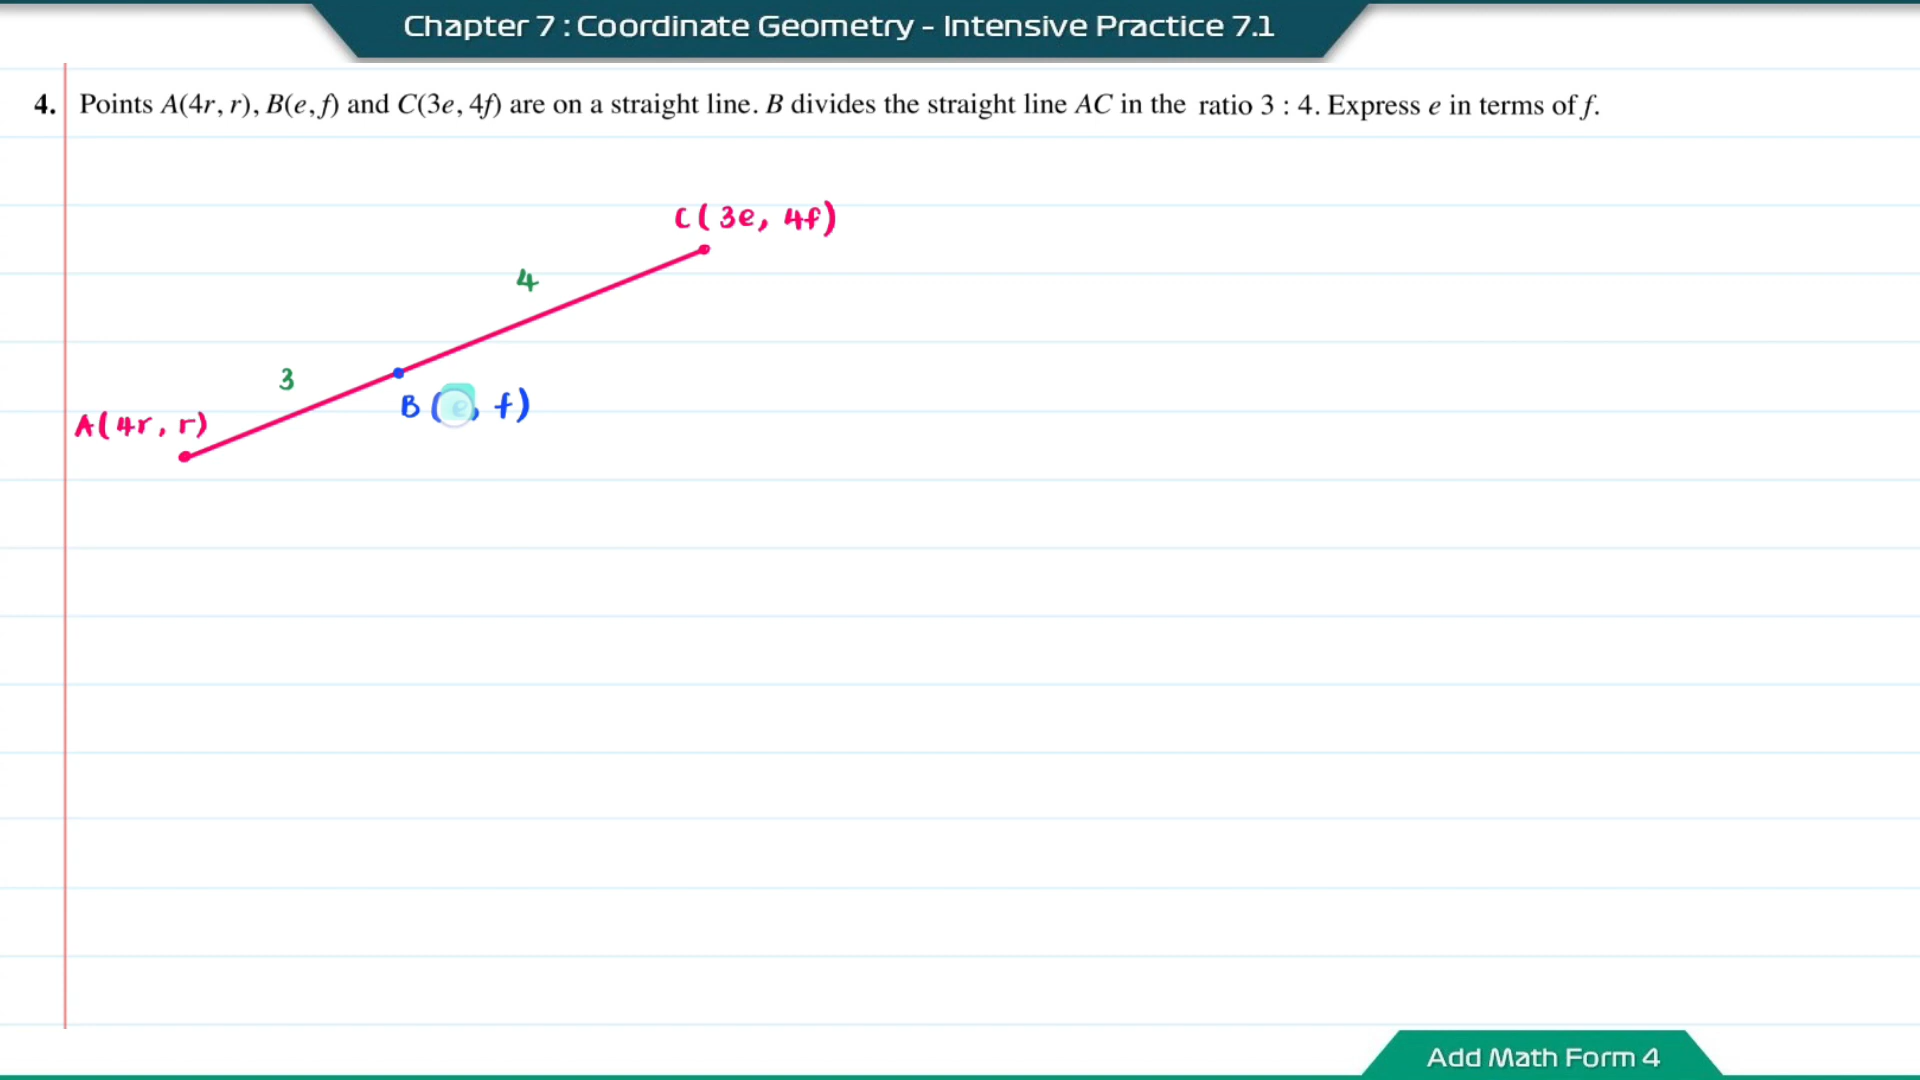 Chapter 7 : Coordinate Geometry - Intensive Practice 7.1
4. Points A(4r, r), B(e, f) and C(3e, 4f) are on a straight line. B divides the straight line AC in the ratio 3 : 4. Express e in terms of f.
C(3e, 4f)
4
3
B(e, f)
A(4r, r)
Add Math Form 4